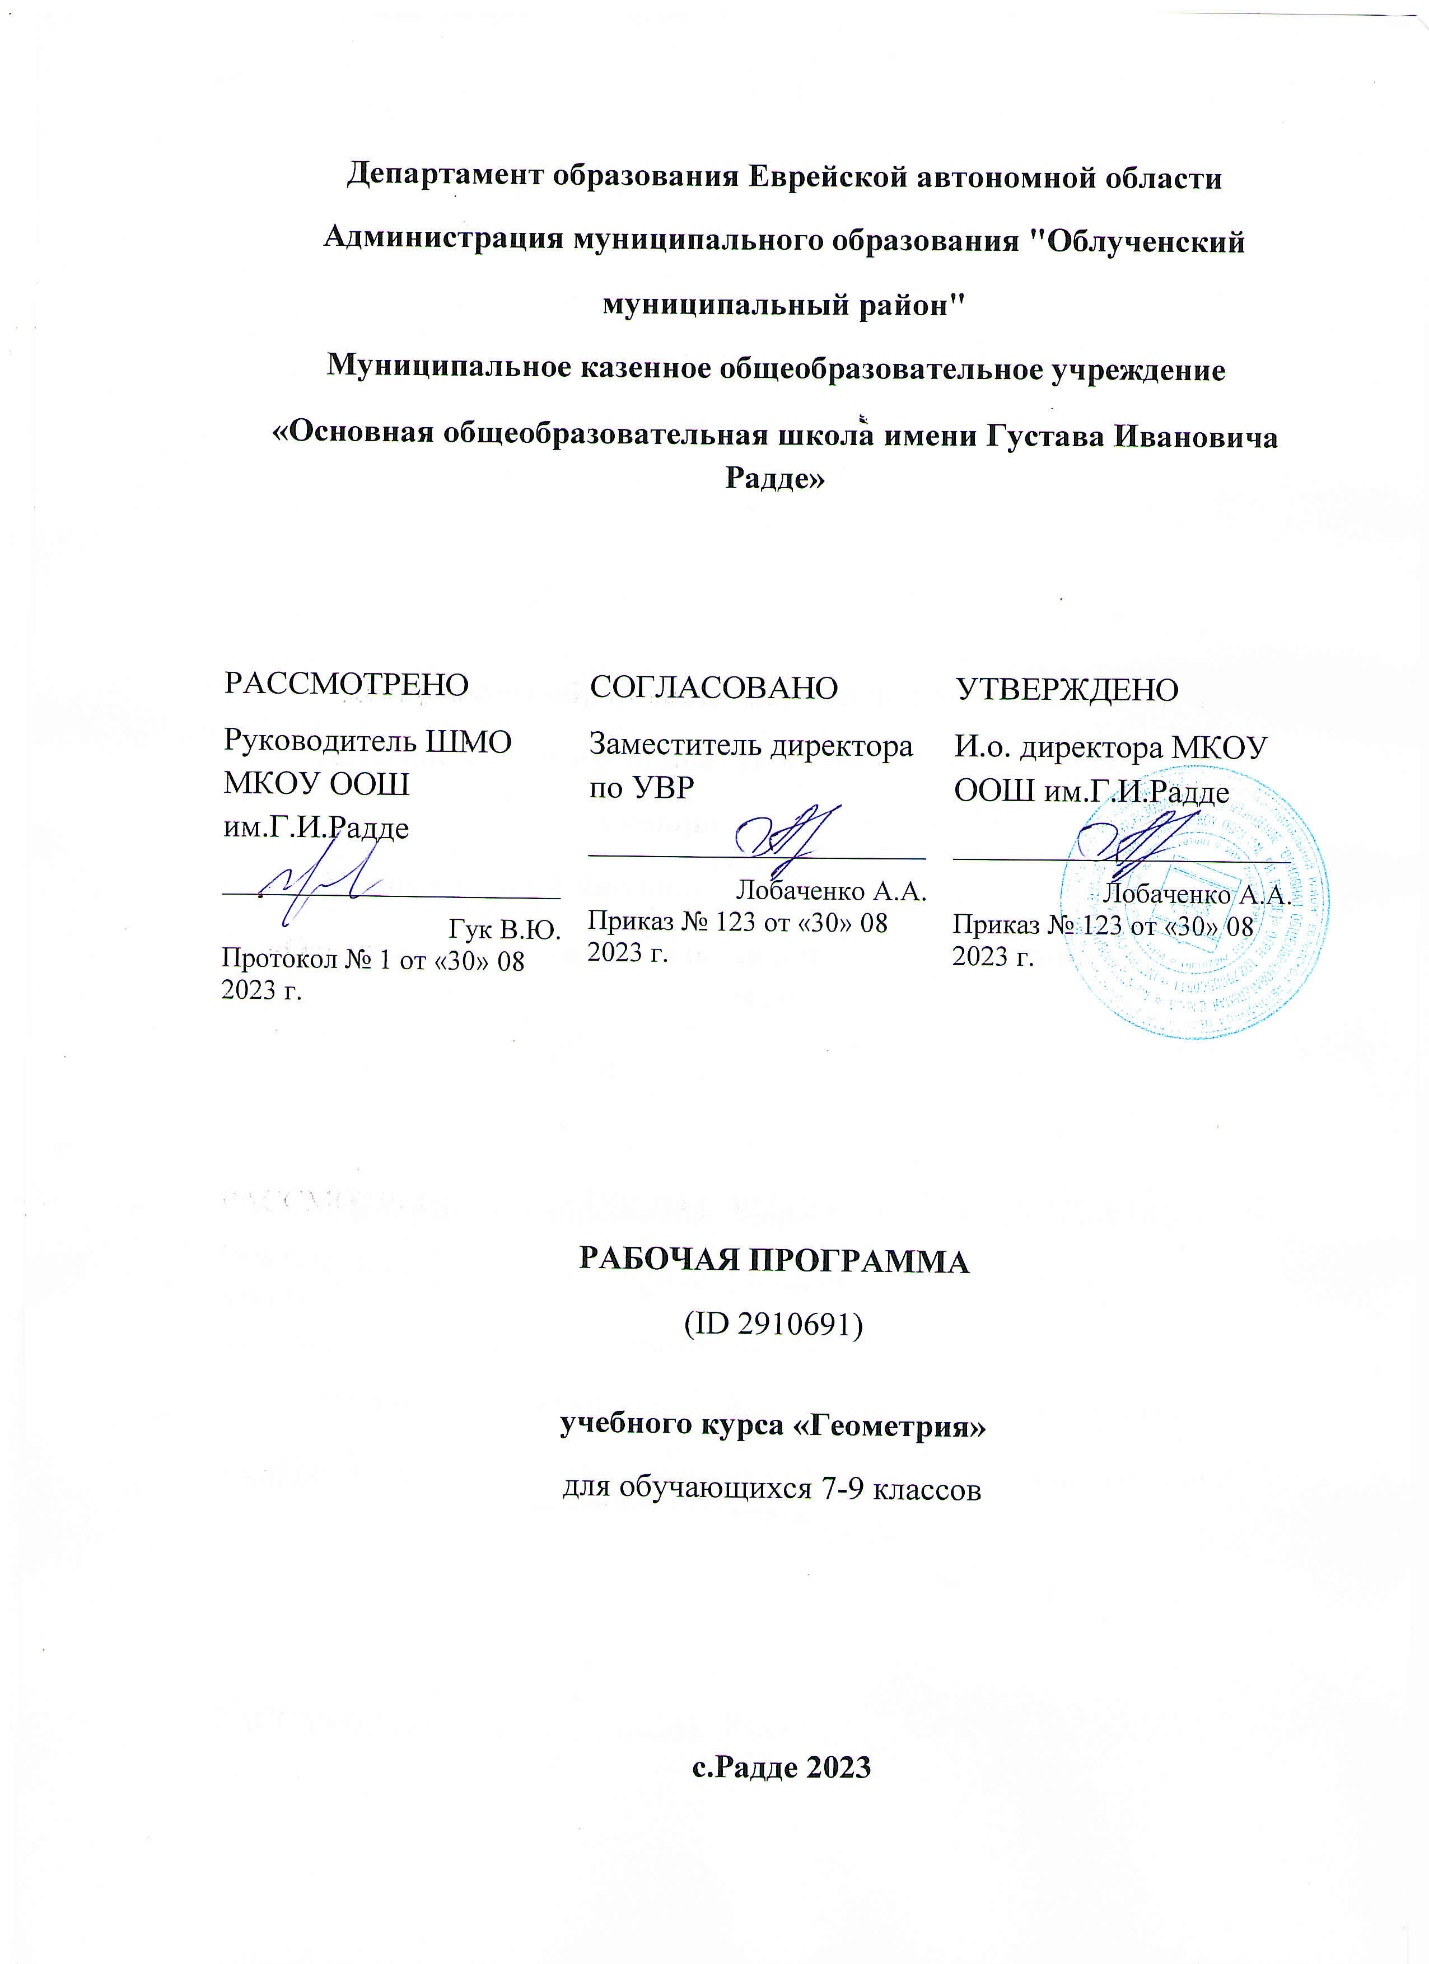 Департамент образования Еврейской автономной области
Администрация муниципального образования "Облученский
муниципальный район"
Муниципальное казенное общеобразовательное учреждение
«Основная общеобразовательная школа имени Густава Ивановича
Радде»
РАССМОТРЕНО
Руководитель ШМО
МКОУ ООШ
им.Г.И.Радде
Гук В.Ю.
Протокол № 1 от «30» 08
2023 г.
СОГЛАСОВАНО
Заместитель директора
по УВР
Лобаченко А.А.
Приказ № 123 от «30» 08
2023 г.
УТВЕРЖДЕНО
И.о. директора МКОУ
ООШ им.Г.И.Радде
Лобаченко А.А.
Приказ № 123 от «30» 08
2023 г.
РАБОЧАЯ ПРОГРАММА
(ID 2910691)
учебного курса «Геометрия»
для обучающихся 7-9 классов
с.Радде 2023